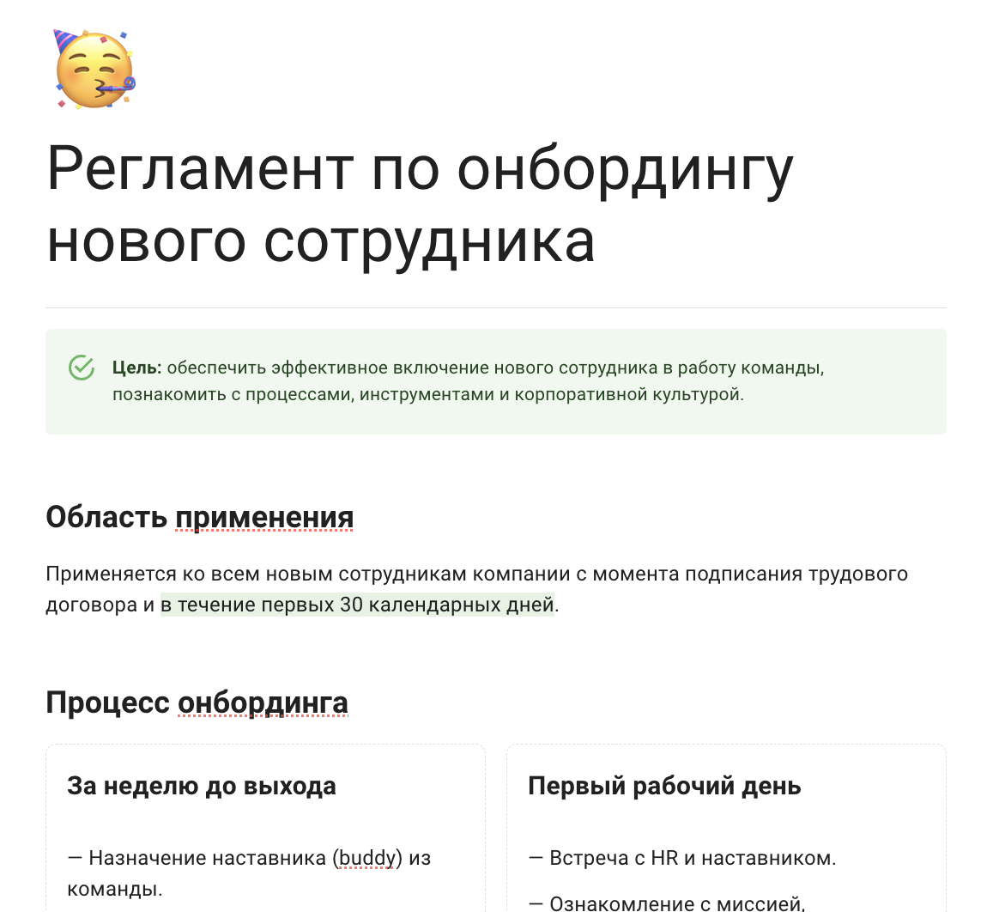 Регламент по онбордингу
нового сотрудника
Цель: обеспечить эффективное включение нового сотрудника в работу команды,
познакомить с процессами, инструментами и корпоративной культурой.
Область применения
Применяется ко всем новым сотрудникам компании с момента подписания трудового
договора и в течение первых 30 календарных дней.
Процесс онбординга
За неделю до выхода
— Назначение наставника (buddy) из
команды.
Первый рабочий день
— Встреча с HR и наставником.
— Ознакомление с миссией,